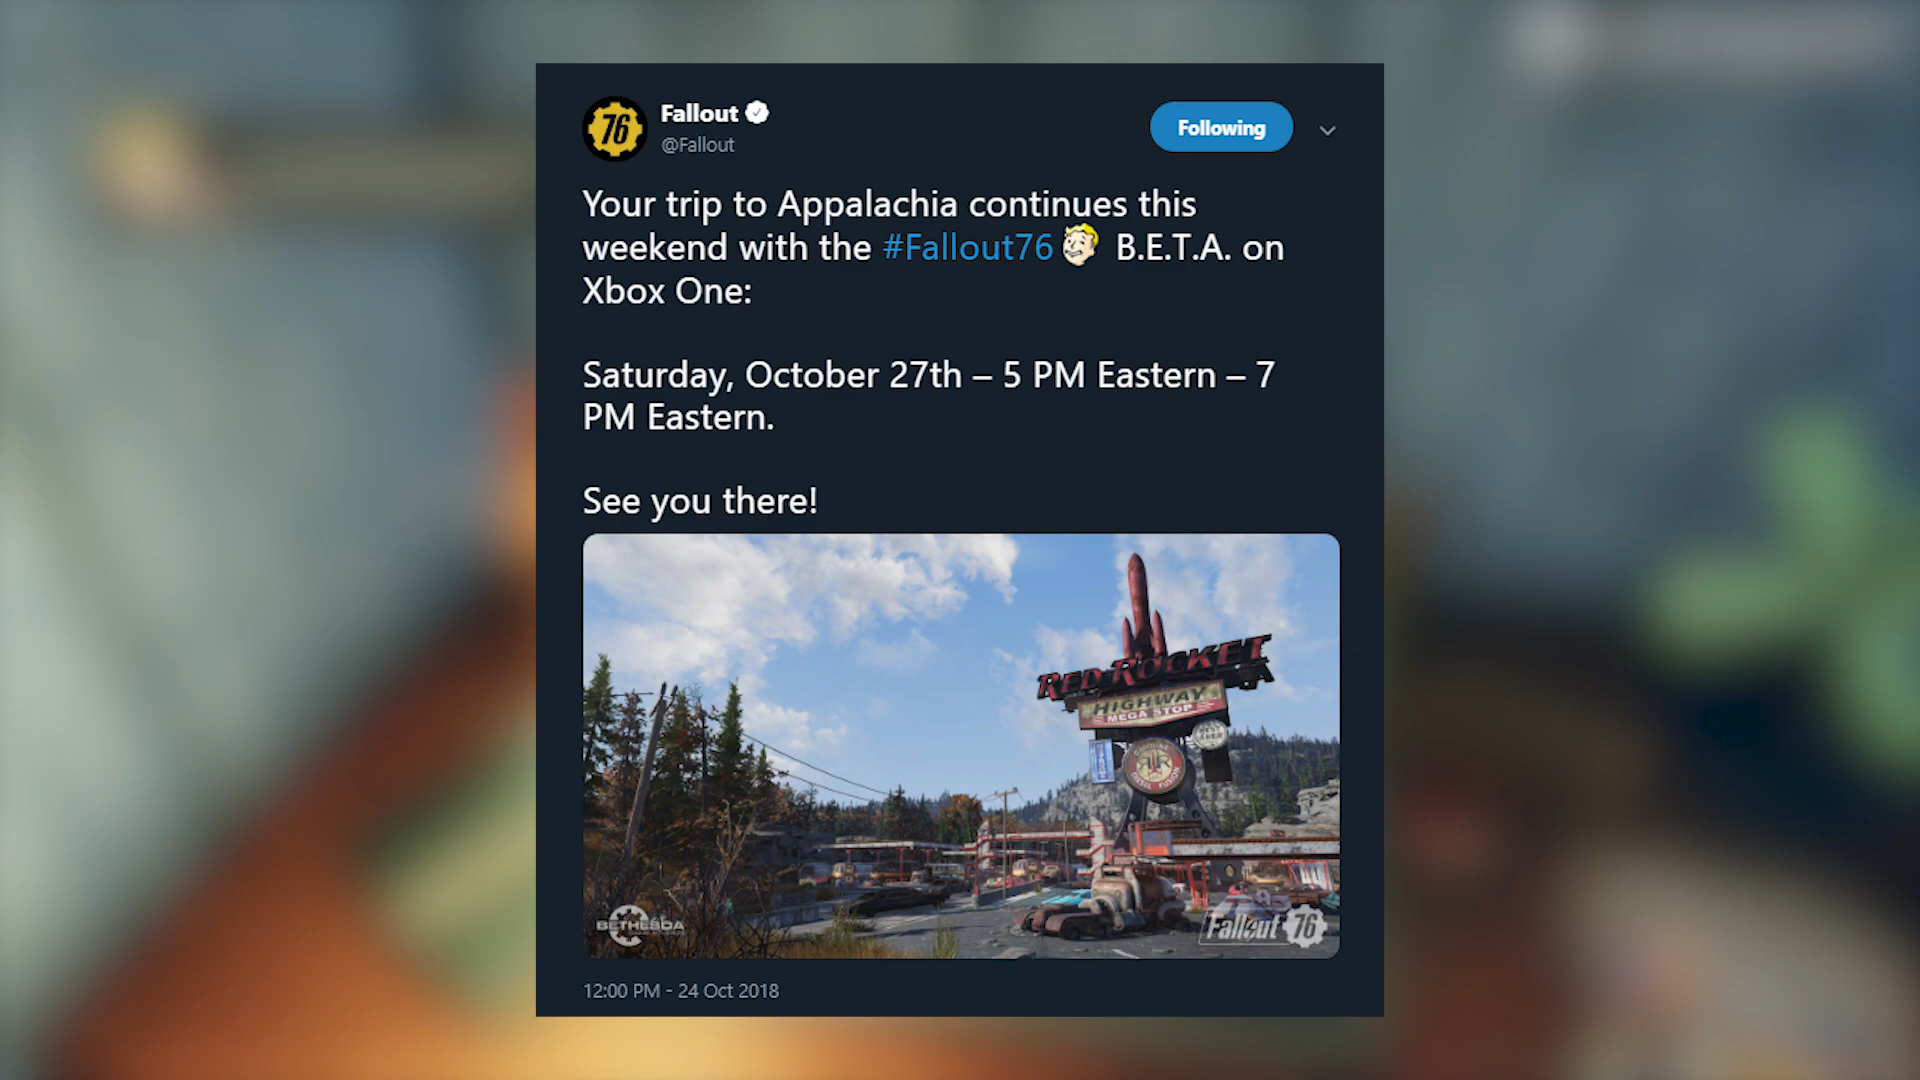 76
Fallout
@Fallout
Following
Your trip to Appalachia continues this
weekend with the #Fallout76 B.E.T.A. on
Xbox One:
Saturday, October 27th – 5 PM Eastern – 7
PM Eastern.
See you there!
RED ROCKET
HIGHWAY
MEGA STOP
BETHESDA
Fallout 76
12:00 PM - 24 Oct 2018